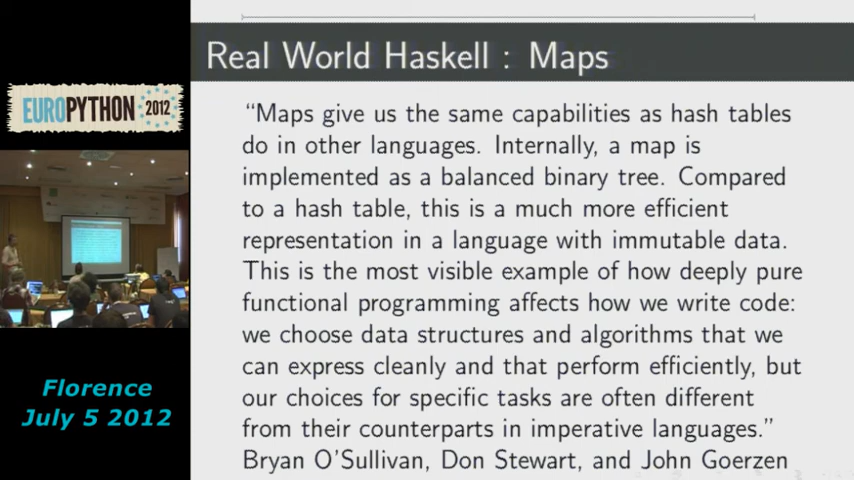 Real World Haskell : Maps
EUROPYTHON 2012
"Maps give us the same capabilities as hash tables
do in other languages. Internally, a map is
implemented as a balanced binary tree. Compared
to a hash table, this is a much more efficient
representation in a language with immutable data.
This is the most visible example of how deeply pure
functional programming affects how we write code:
we choose data structures and algorithms that we
can express cleanly and that perform efficiently, but
our choices for specific tasks are often different
from their counterparts in imperative languages."
Bryan O'Sullivan, Don Stewart, and John Goerzen
Florence
July 5 2012